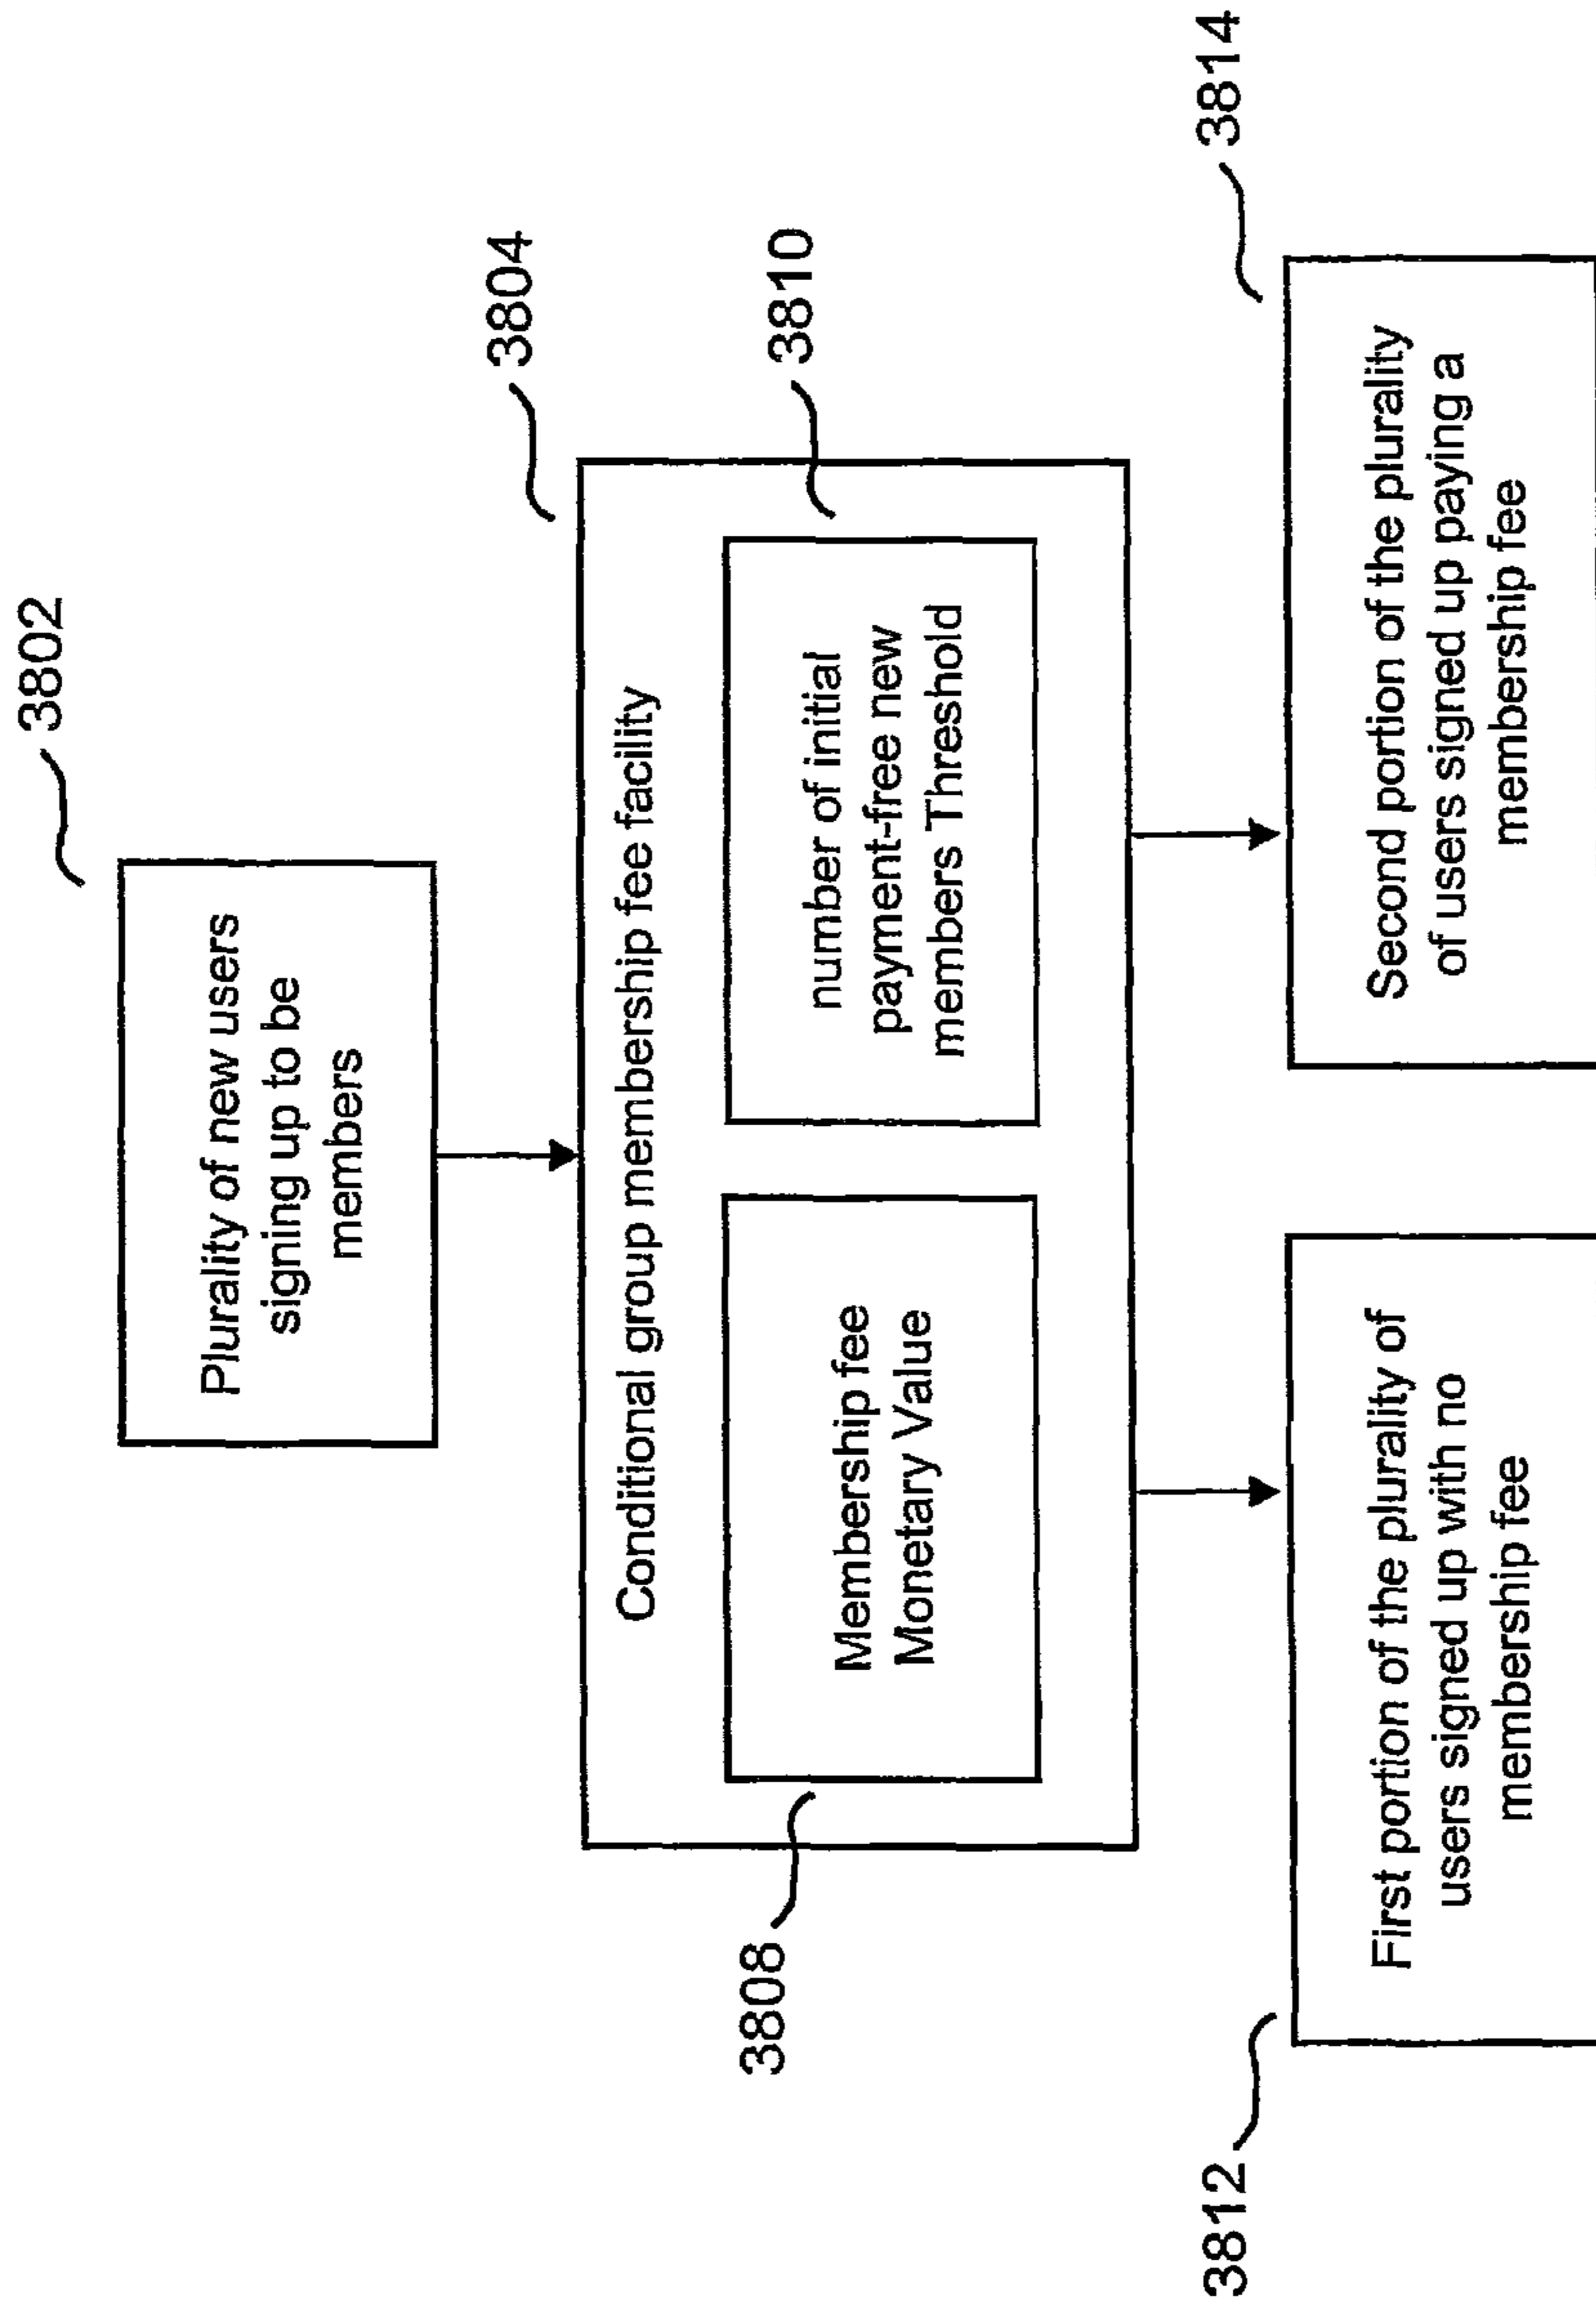 3802
Plurality of new users
signing up to be
members
3804
Conditional group membership fee facility
3808
Membership fee
Monetary Value
3810
number of initial
payment-free new
members Threshold
3812
First portion of the plurality of
users signed up with no
membership fee
3814
Second portion of the plurality
of users signed up paying a
membership fee